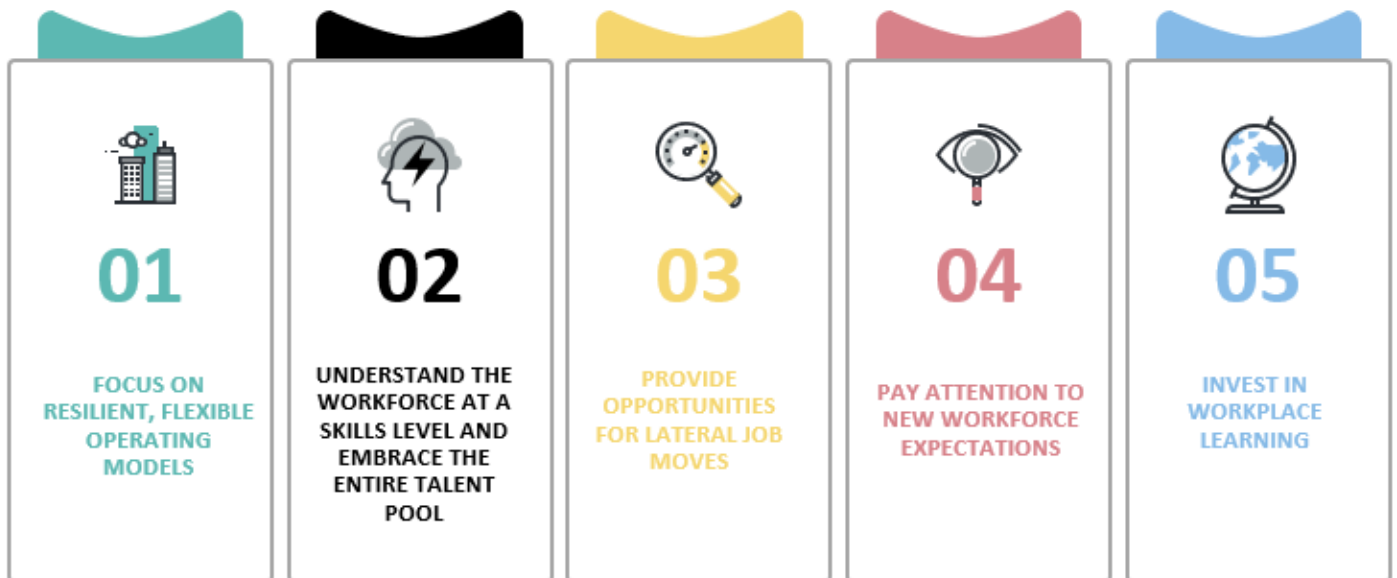 01
FOCUS ON
RESILIENT, FLEXIBLE
OPERATING
MODELS
02
UNDERSTAND THE
WORKFORCE AT A
SKILLS LEVEL AND
EMBRACE THE
ENTIRE TALENT
POOL
03
PROVIDE
OPPORTUNITIES
FOR LATERAL JOB
MOVES
04
PAY ATTENTION TO
NEW WORKFORCE
EXPECTATIONS
05
INVEST IN
WORKPLACE
LEARNING